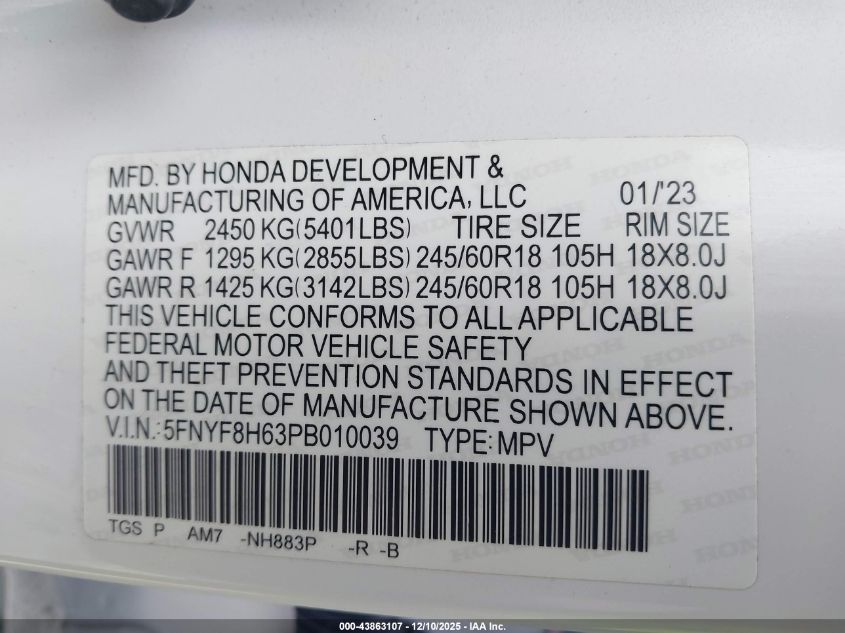 MFD. BY HONDA DEVELOPMENT &
MANUFACTURING OF AMERICA, LLC 01/'23
GVWR 2450 KG(5401LBS) TIRE SIZE RIM SIZE
GAWR F 1295 KG(2855LBS) 245/60R18 105H 18X8.0J
GAWR R 1425 KG(3142LBS) 245/60R18 105H 18X8.0J
THIS VEHICLE CONFORMS TO ALL APPLICABLE
FEDERAL MOTOR VEHICLE SAFETY
AND THEFT PREVENTION STANDARDS IN EFFECT
ON THE DATE OF MANUFACTURE SHOWN ABOVE.
V.I.N.:5FNYF8H63PB010039 TYPE:MPV
TGS P AM7 -NH883P -R -B
000-43863107 - 12/10/2025 - IAA Inc.